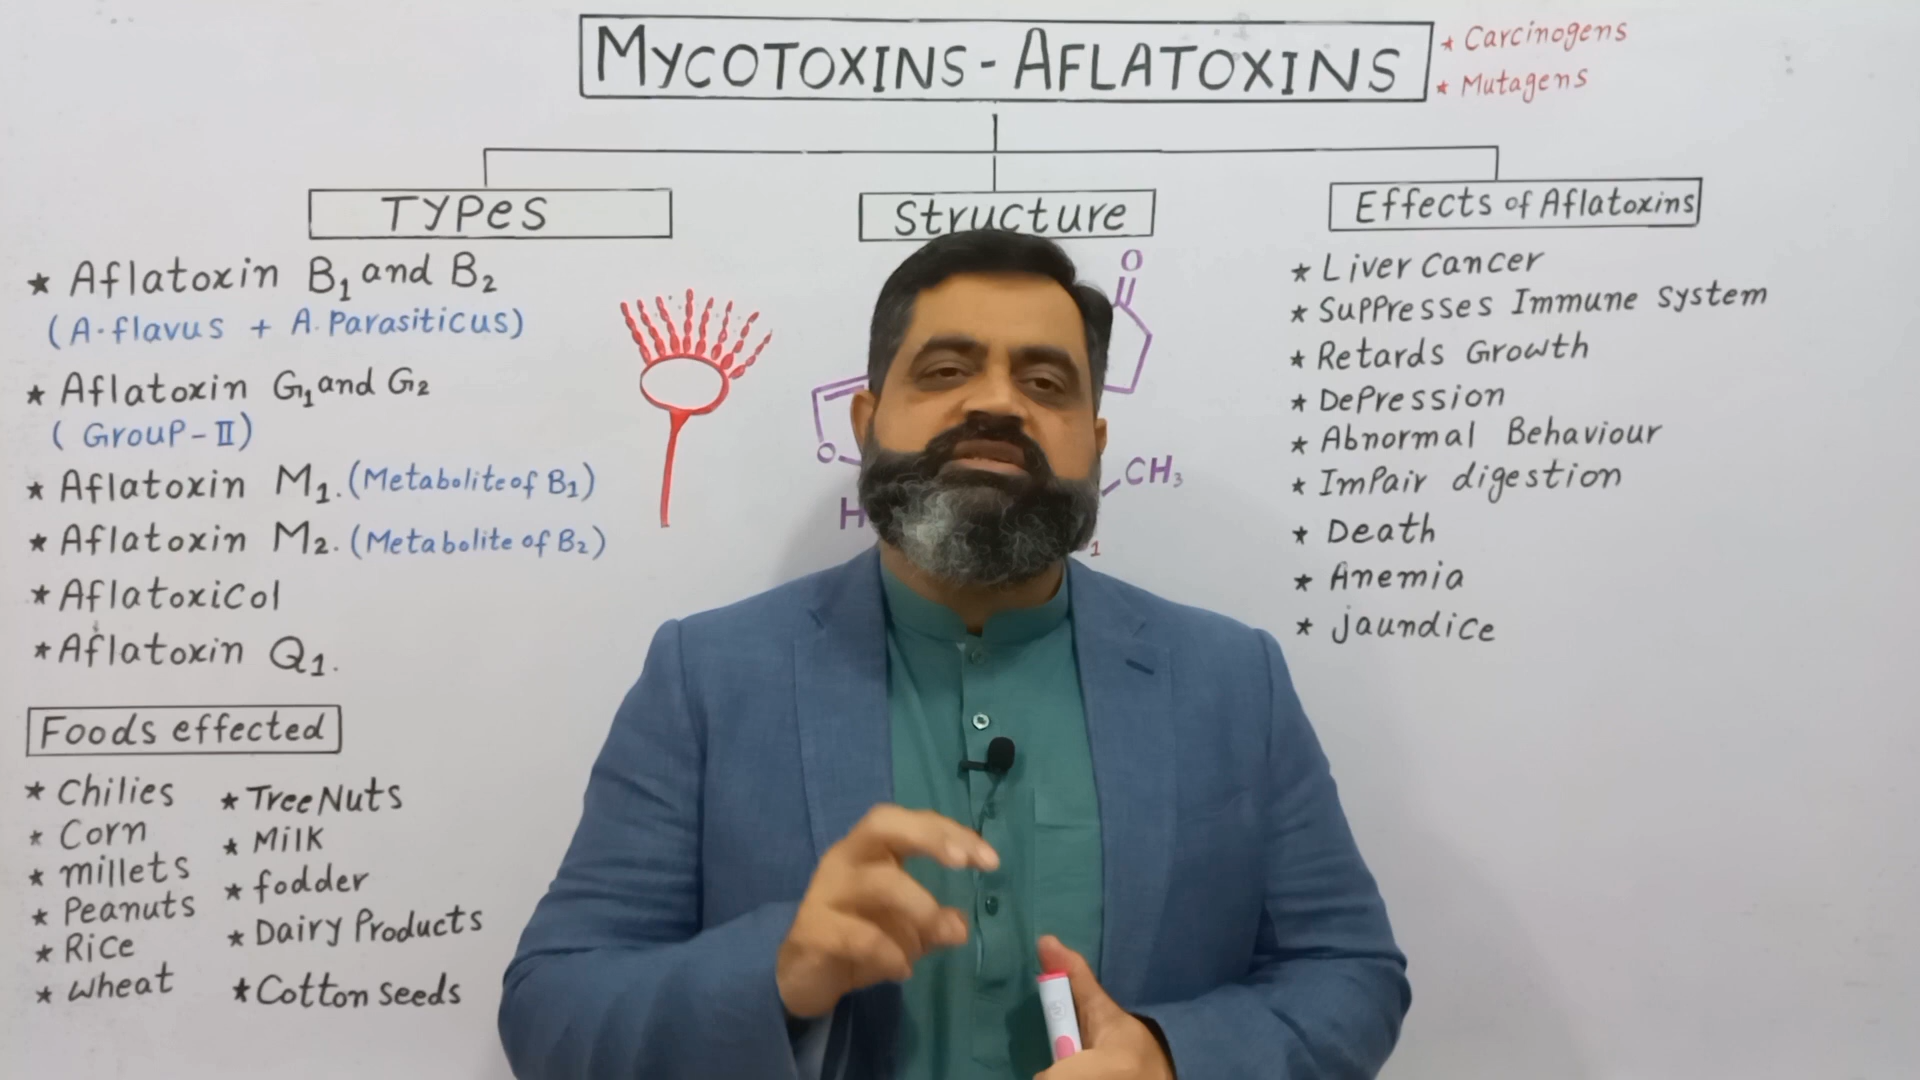 MYCOTOXINS - AFLATOXINS
★ Carcinogens
★ Mutagens
Types
★ Aflatoxin B₁ and B₂
(A. flavus + A. Parasiticus)
★ Aflatoxin G₁ and G₂
(Group - II)
★ Aflatoxin M₁. (Metabolite of B₁)
★ Aflatoxin M₂. (Metabolite of B₂)
★ Aflatoxicol
★ Aflatoxin Q₁.
Foods effected
★ Chilies
★ Corn
★ millets
★ Peanuts
★ Rice
★ wheat
★ Tree Nuts
★ Milk
★ fodder
★ Dairy Products
★ Cotton seeds
Structure
O
O
CH₃
H
1
Effects of Aflatoxins
★ Liver cancer
★ Suppresses Immune system
★ Retards Growth
★ Depression
★ Abnormal Behaviour
★ Impair digestion
★ Death
★ Anemia
★ jaundice